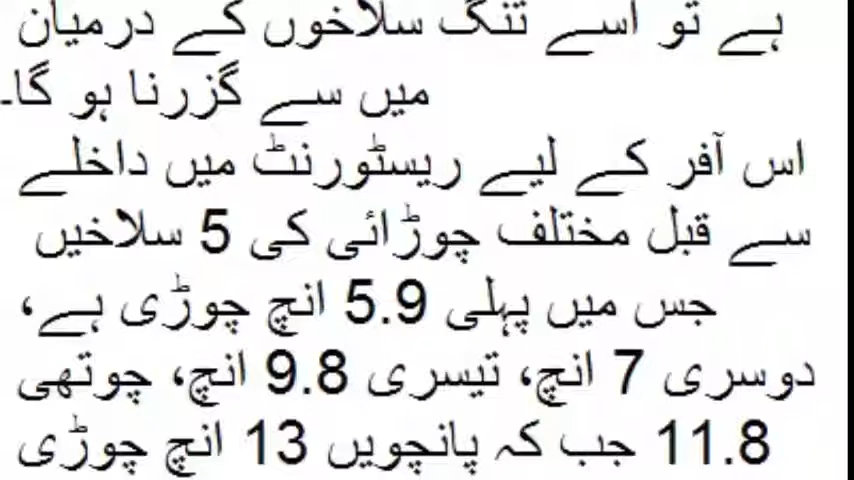 ہے تو اسے تنگ سلاخوں کے درمیان
میں سے گزرنا ہو گا۔
اس آفر کے لیے ریسٹورنٹ میں داخلے
سے قبل مختلف چوڑائی کی 5 سلاخیں
جس میں پہلی 5.9 انچ چوڑی ہے،
دوسری 7 انچ، تیسری 9.8 انچ، چوتھی
11.8 جب کہ پانچویں 13 انچ چوڑی